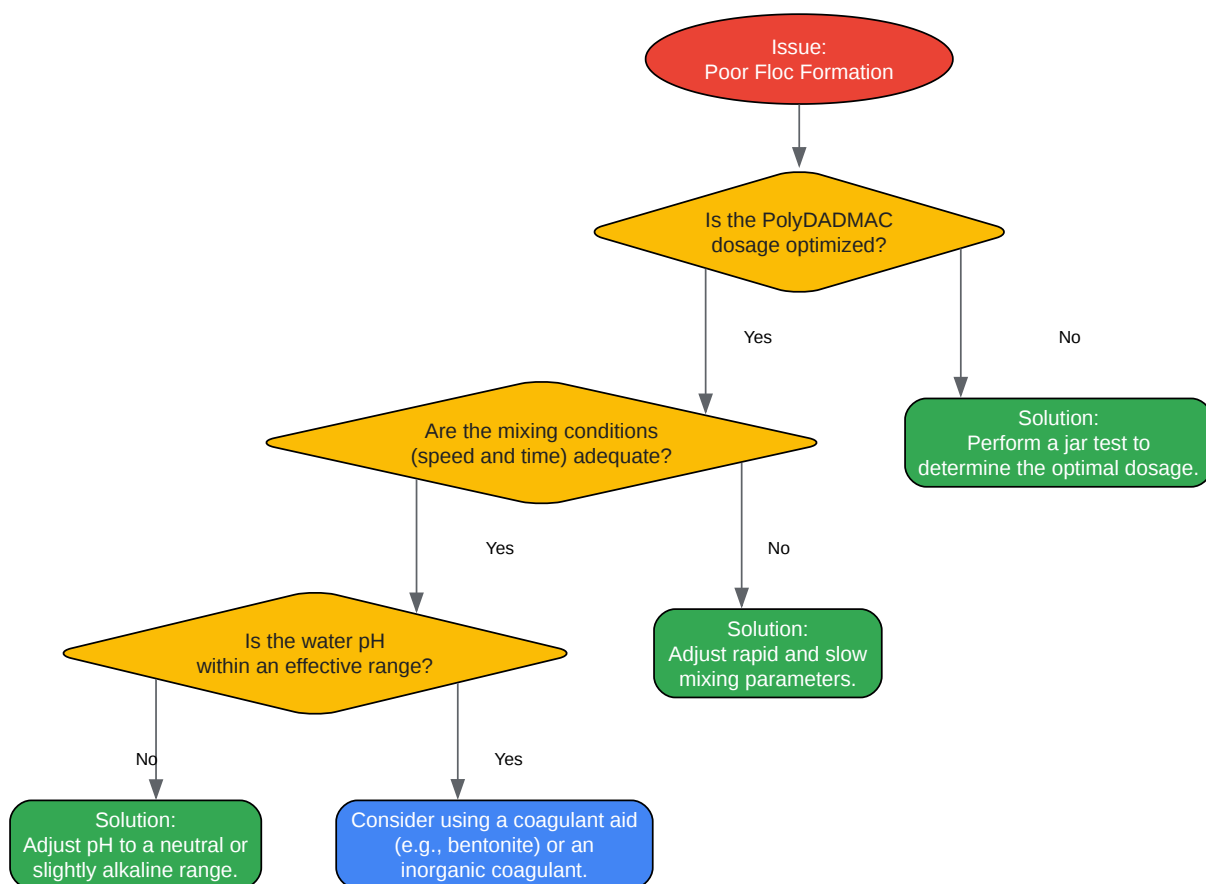 Issue:
Poor Floc Formation
Is the PolyDADMAC
dosage optimized?
Yes
No
Are the mixing conditions
(speed and time) adequate?
Solution:
Perform a jar test to
determine the optimal dosage.
Yes
No
Is the water pH
within an effective range?
Solution:
Adjust rapid and slow
mixing parameters.
No
Yes
Solution:
Adjust pH to a neutral or
slightly alkaline range.
Consider using a coagulant aid
(e.g., bentonite) or an
inorganic coagulant.